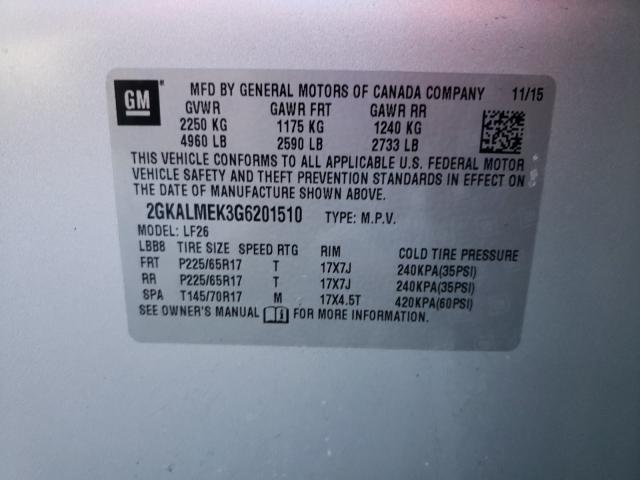 GM ® MFD BY GENERAL MOTORS OF CANADA COMPANY 11/15
GVWR GAWR FRT GAWR RR
2250 KG 1175 KG 1240 KG
4960 LB 2590 LB 2733 LB
THIS VEHICLE CONFORMS TO ALL APPLICABLE U.S. FEDERAL MOTOR
VEHICLE SAFETY AND THEFT PREVENTION STANDARDS IN EFFECT ON
THE DATE OF MANUFACTURE SHOWN ABOVE.
2GKALMEK3G6201510 TYPE: M.P.V.
MODEL: LF26
LBB8 TIRE SIZE SPEED RTG RIM COLD TIRE PRESSURE
FRT P225/65R17 T 17X7J 240KPA(35PSI)
RR P225/65R17 T 17X7J 240KPA(35PSI)
SPA T145/70R17 M 17X4.5T 420KPA(60PSI)
SEE OWNER'S MANUAL FOR MORE INFORMATION.